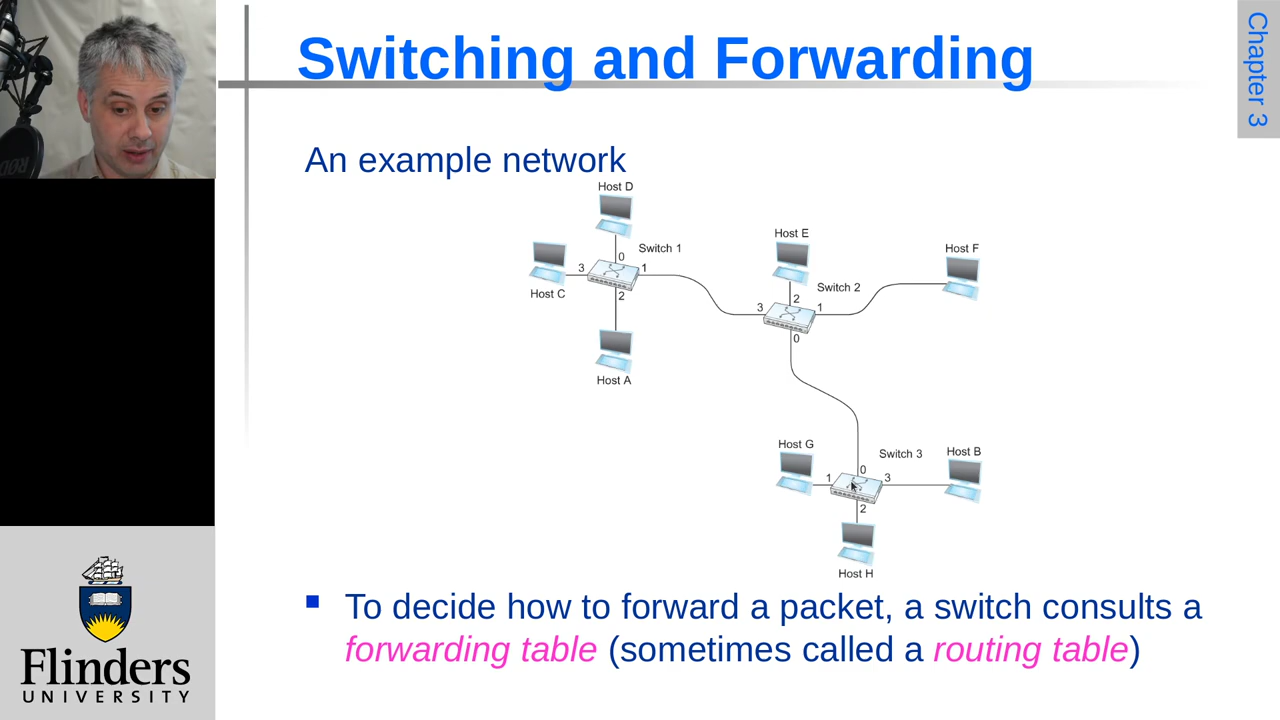 Switching and Forwarding
Chapter 3
An example network
Host D
Switch 1
0
3
1
Host C
2
Host A
Host E
Host F
Switch 2
2
3
1
0
Host G
Switch 3
Host B
0
1
3
2
Host H
To decide how to forward a packet, a switch consults a
forwarding table (sometimes called a routing table)
RØDE
Flinders
UNIVERSITY